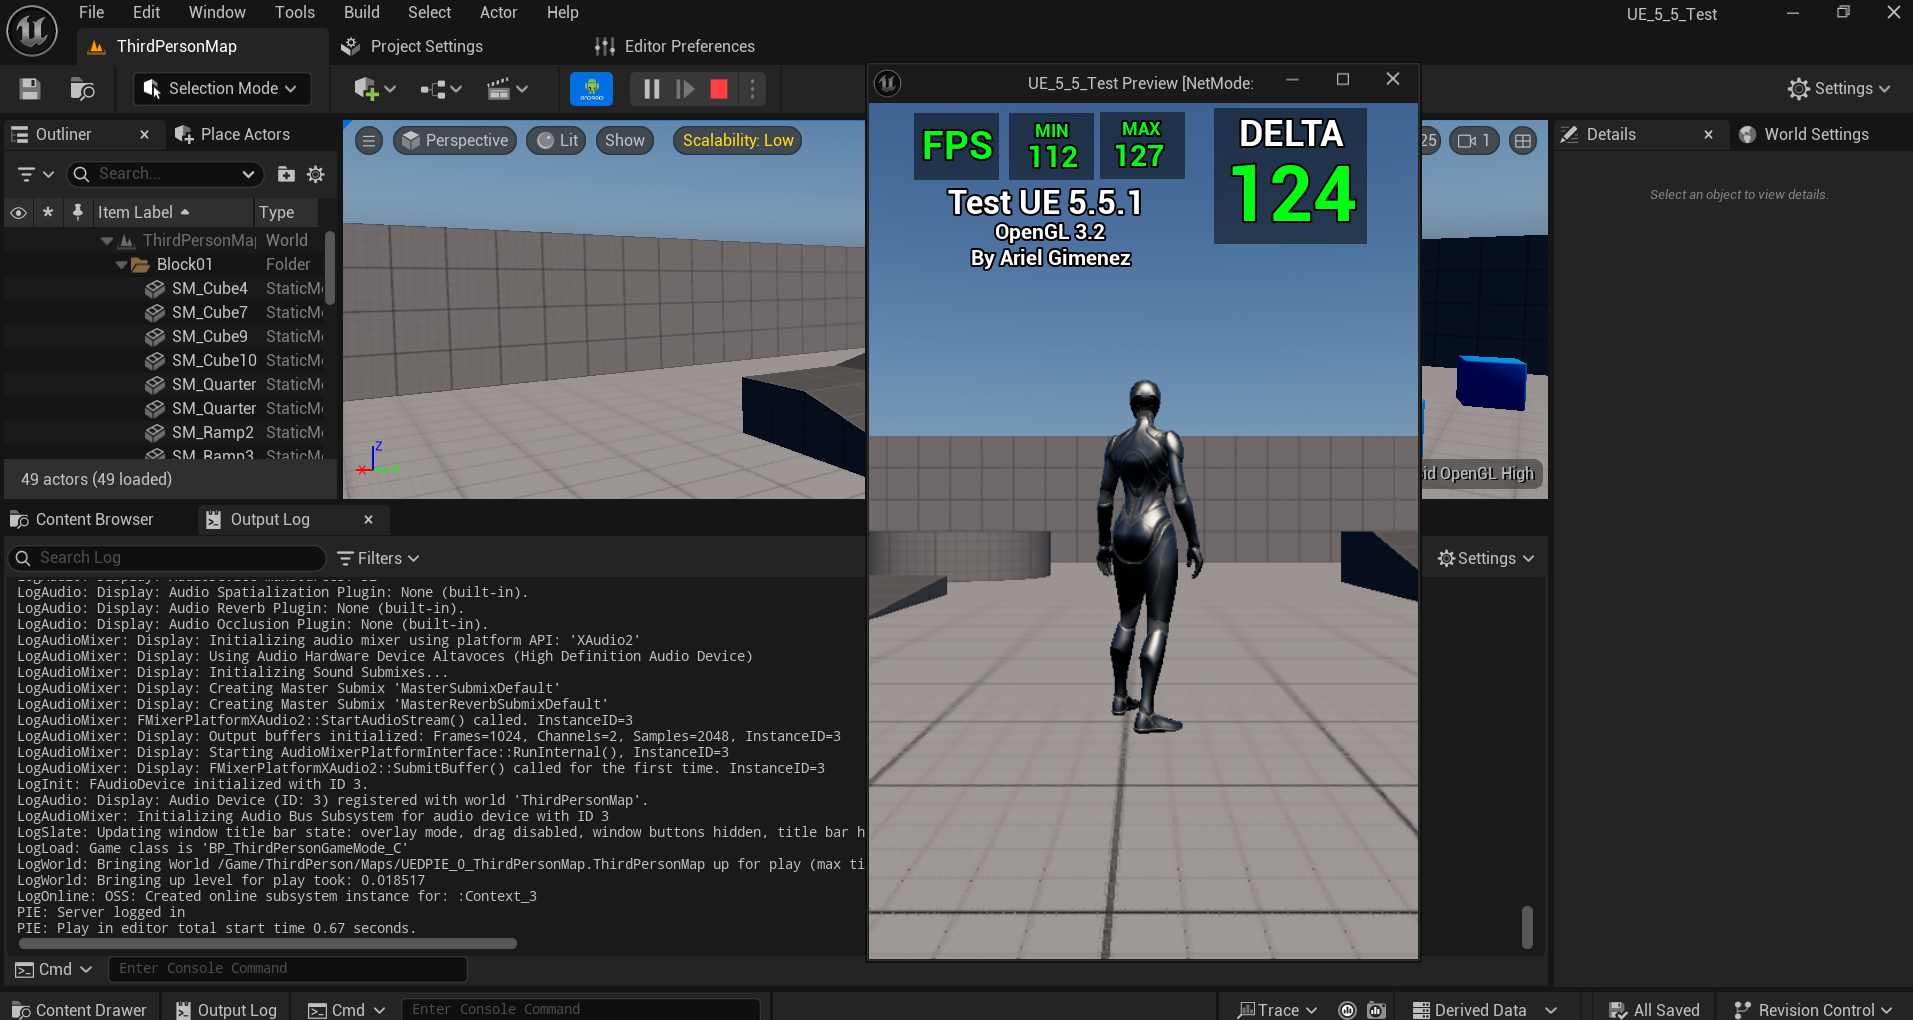 File Edit Window Tools Build Select Actor Help
UE_5_5_Test
ThirdPersonMap Project Settings Editor Preferences
Selection Mode
ANDROID
Settings
UE_5_5_Test Preview [NetMode:
Outliner Place Actors
Perspective Lit Show Scalability: Low
25 1
Details World Settings
Search...
Select an object to view details.
Item Label Type
ThirdPersonMa World
Block01 Folder
SM_Cube4 StaticM
SM_Cube7 StaticM
SM_Cube9 StaticM
SM_Cube10 StaticM
SM_Quarter StaticM
SM_Quarter StaticM
SM_Ramp2 StaticM
SM_Ramp3 StaticM
49 actors (49 loaded)
Z
X Y
FPS
MIN
112
MAX
127
DELTA
124
Test UE 5.5.1
OpenGL 3.2
By Ariel Gimenez
id OpenGL High
Content Browser Output Log
Search Log Filters
Settings
LogAudio: Display: Audio Spatialization Plugin: None (built-in).
LogAudio: Display: Audio Reverb Plugin: None (built-in).
LogAudio: Display: Audio Occlusion Plugin: None (built-in).
LogAudioMixer: Display: Initializing audio mixer using platform API: 'XAudio2'
LogAudioMixer: Display: Using Audio Hardware Device Altavoces (High Definition Audio Device)
LogAudioMixer: Display: Initializing Sound Submixes...
LogAudioMixer: Display: Creating Master Submix 'MasterSubmixDefault'
LogAudioMixer: Display: Creating Master Submix 'MasterReverbSubmixDefault'
LogAudioMixer: FMixerPlatformXAudio2::StartAudioStream() called. InstanceID=3
LogAudioMixer: Display: Output buffers initialized: Frames=1024, Channels=2, Samples=2048, InstanceID=3
LogAudioMixer: Display: Starting AudioMixerPlatformInterface::RunInternal(), InstanceID=3
LogAudioMixer: Display: FMixerPlatformXAudio2::SubmitBuffer() called for the first time. InstanceID=3
LogInit: FAudioDevice initialized with ID 3.
LogAudio: Display: Audio Device (ID: 3) registered with world 'ThirdPersonMap'.
LogAudioMixer: Initializing Audio Bus Subsystem for audio device with ID 3
LogSlate: Updating window title bar state: overlay mode, drag disabled, window buttons hidden, title bar h
LogLoad: Game class is 'BP_ThirdPersonGameMode_C'
LogWorld: Bringing World /Game/ThirdPerson/Maps/UEDPIE_0_ThirdPersonMap.ThirdPersonMap up for play (max ti
LogWorld: Bringing up level for play took: 0.018517
LogOnline: OSS: Created online subsystem instance for: :Context_3
PIE: Server logged in
PIE: Play in editor total start time 0.67 seconds.
Cmd Enter Console Command
Content Drawer Output Log Cmd Enter Console Command Trace Derived Data All Saved Revision Control